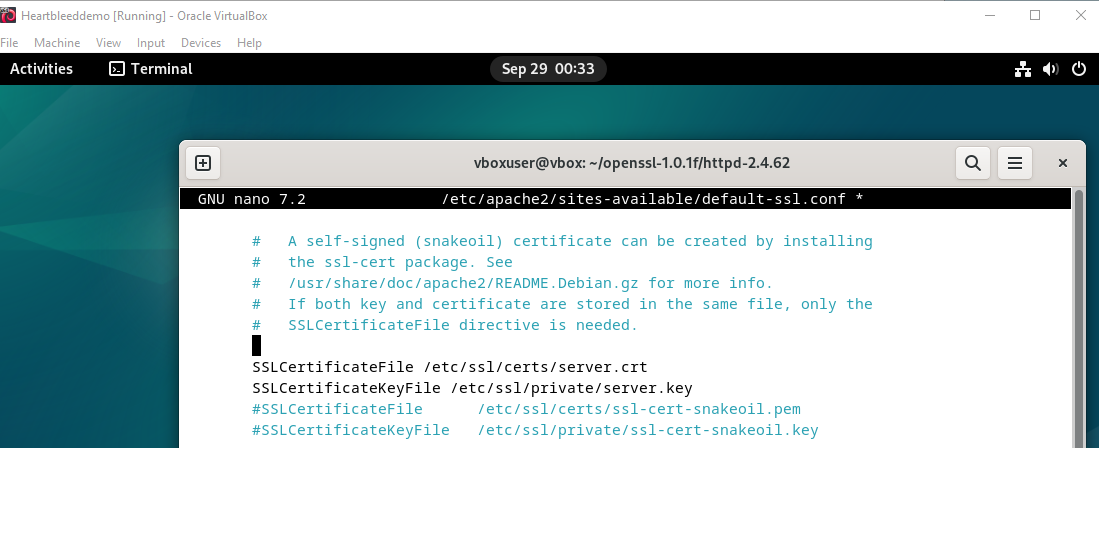 Heartbleeddemo [Running] - Oracle VirtualBox
File Machine View Input Devices Help
Activities Terminal Sep 29 00:33
vboxuser@vbox: ~/openssl-1.0.1f/httpd-2.4.62
GNU nano 7.2 /etc/apache2/sites-available/default-ssl.conf *
# A self-signed (snakeoil) certificate can be created by installing
# the ssl-cert package. See
# /usr/share/doc/apache2/README.Debian.gz for more info.
# If both key and certificate are stored in the same file, only the
# SSLCertificateFile directive is needed.
SSLCertificateFile /etc/ssl/certs/server.crt
SSLCertificateKeyFile /etc/ssl/private/server.key
#SSLCertificateFile /etc/ssl/certs/ssl-cert-snakeoil.pem
#SSLCertificateKeyFile /etc/ssl/private/ssl-cert-snakeoil.key